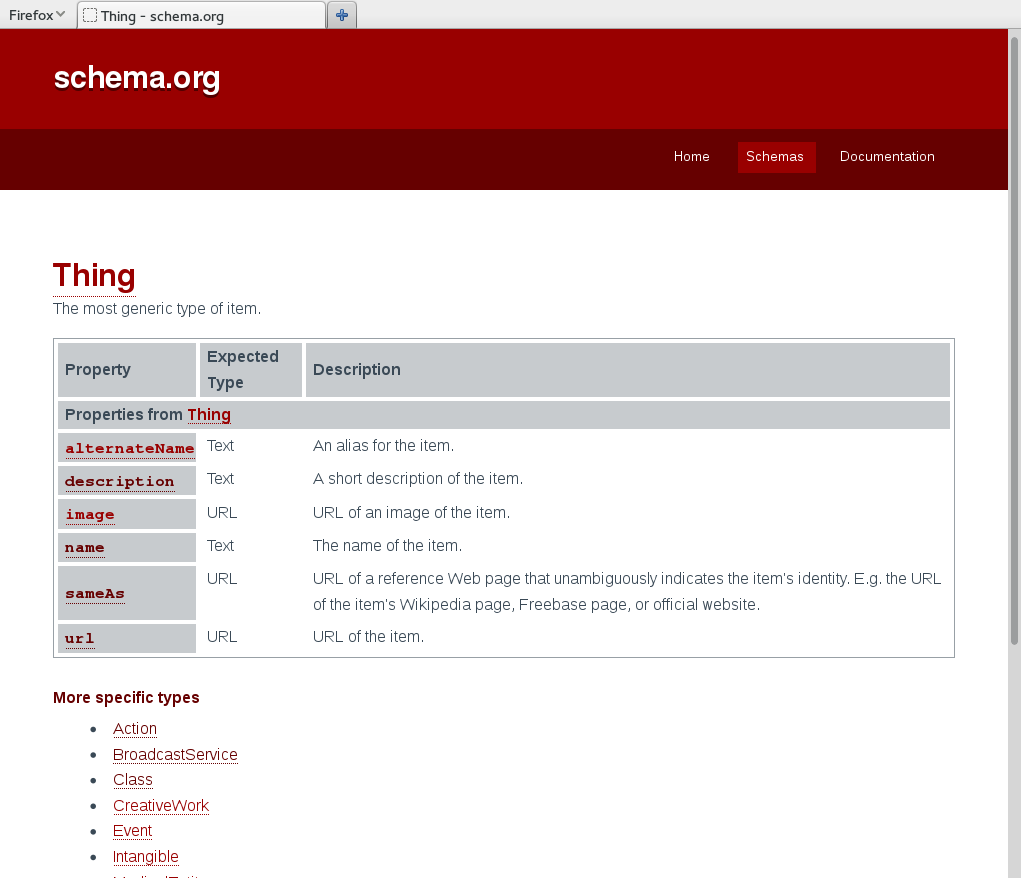 Firefox
Thing - schema.org
schema.org
Home Schemas Documentation
Thing
The most generic type of item.
Property Expected Type Description
Properties from Thing
alternateName Text An alias for the item.
description Text A short description of the item.
image URL URL of an image of the item.
name Text The name of the item.
sameAs URL URL of a reference Web page that unambiguously indicates the item's identity. E.g. the URL
of the item's Wikipedia page, Freebase page, or official website.
url URL URL of the item.
More specific types
Action
BroadcastService
Class
CreativeWork
Event
Intangible